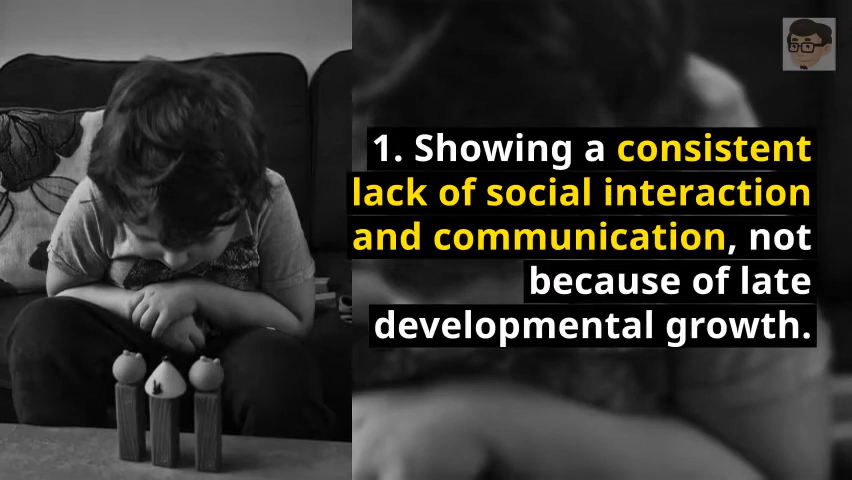 1. Showing a consistent
lack of social interaction
and communication, not
because of late
developmental growth.